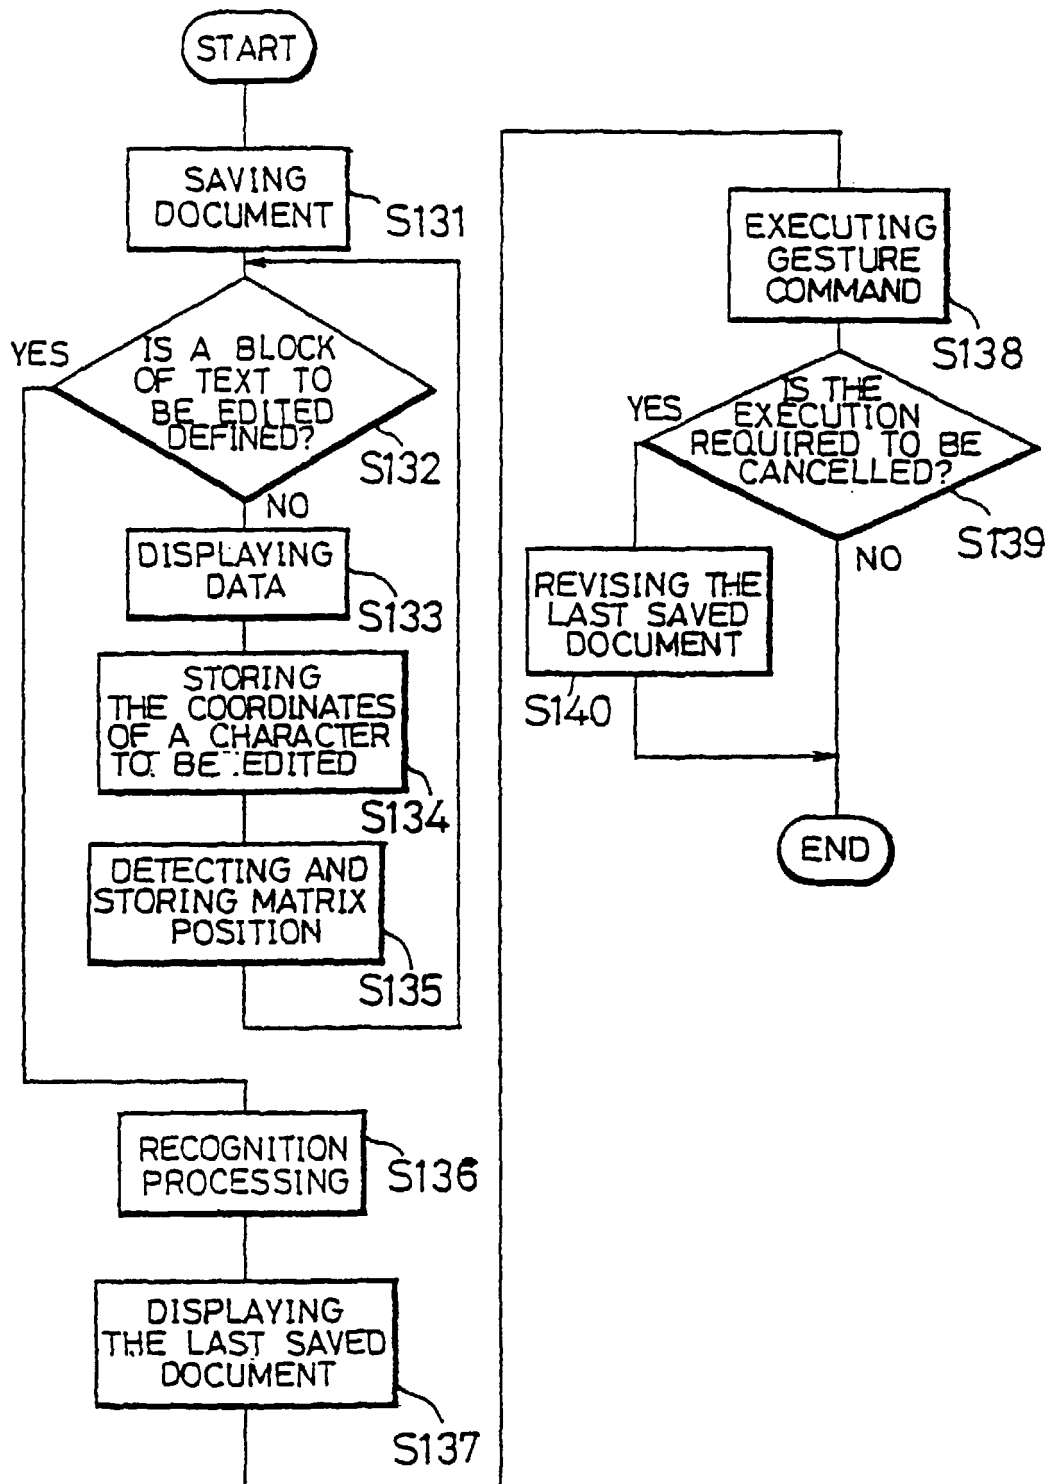 START
SAVING
DOCUMENT
S131
YES
IS A BLOCK
OF TEXT TO
BE EDITED
DEFINED?
S132
NO
DISPLAYING
DATA
S133
STORING
THE COORDINATES
OF A CHARACTER
TO BE EDITED
S134
DETECTING AND
STORING MATRIX
POSITION
S135
RECOGNITION
PROCESSING
S136
DISPLAYING
THE LAST SAVED
DOCUMENT
S137
EXECUTING
GESTURE
COMMAND
S138
YES
IS THE
EXECUTION
REQUIRED TO BE
CANCELLED?
S139
NO
REVISING THE
LAST SAVED
DOCUMENT
S140
END